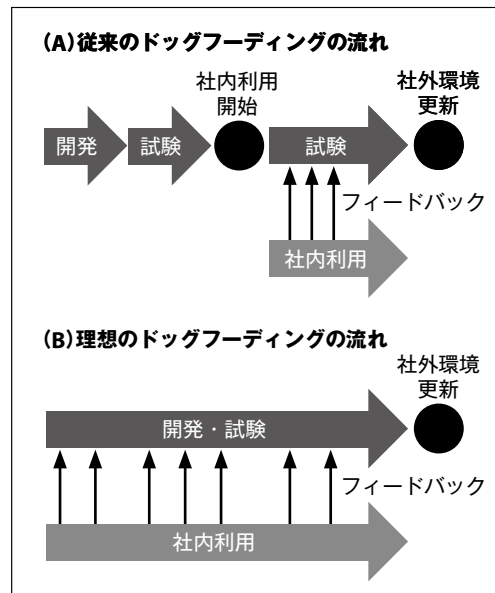 (A)従来のドッグフーディングの流れ
社内利用
開始
社外環境
更新
開発
試験
試験
フィードバック
社内利用
(B)理想のドッグフーディングの流れ
社外環境
更新
開発・試験
フィードバック
社内利用